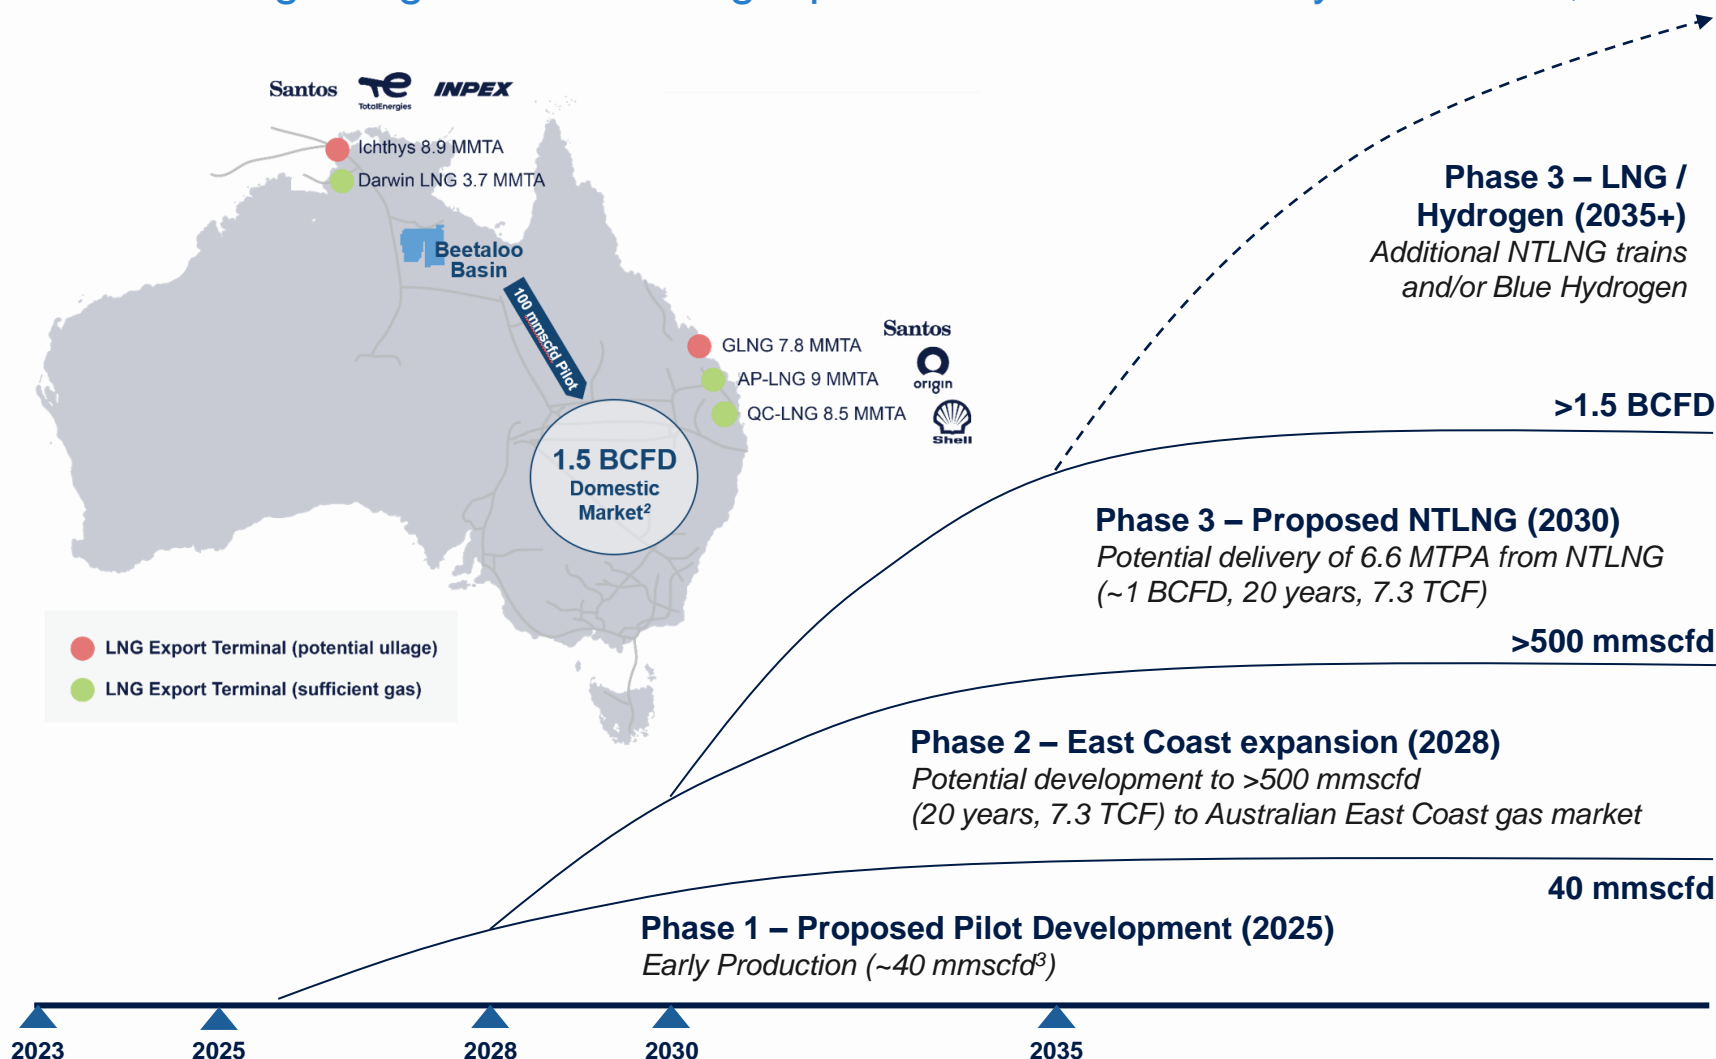 Santos
TotalEnergies
INPEX
Ichthys 8.9 MMTA
Darwin LNG 3.7 MMTA
Beetaloo
Basin
100 mmscfd Pilot
Santos
GLNG 7.8 MMTA
AP-LNG 9 MMTA
origin
QC-LNG 8.5 MMTA
Shell
1.5 BCFD
Domestic
Market²
LNG Export Terminal (potential ullage)
LNG Export Terminal (sufficient gas)
Phase 3 – LNG /
Hydrogen (2035+)
Additional NTLNG trains
and/or Blue Hydrogen
>1.5 BCFD
Phase 3 – Proposed NTLNG (2030)
Potential delivery of 6.6 MTPA from NTLNG
(~1 BCFD, 20 years, 7.3 TCF)
>500 mmscfd
Phase 2 – East Coast expansion (2028)
Potential development to >500 mmscfd
(20 years, 7.3 TCF) to Australian East Coast gas market
40 mmscfd
Phase 1 – Proposed Pilot Development (2025)
Early Production (~40 mmscfd³)
2023
2025
2028
2030
2035